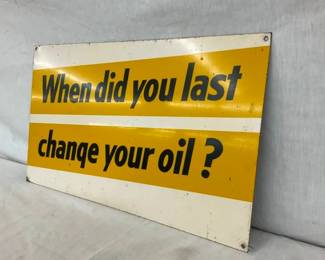 When did you last
change your oil ?